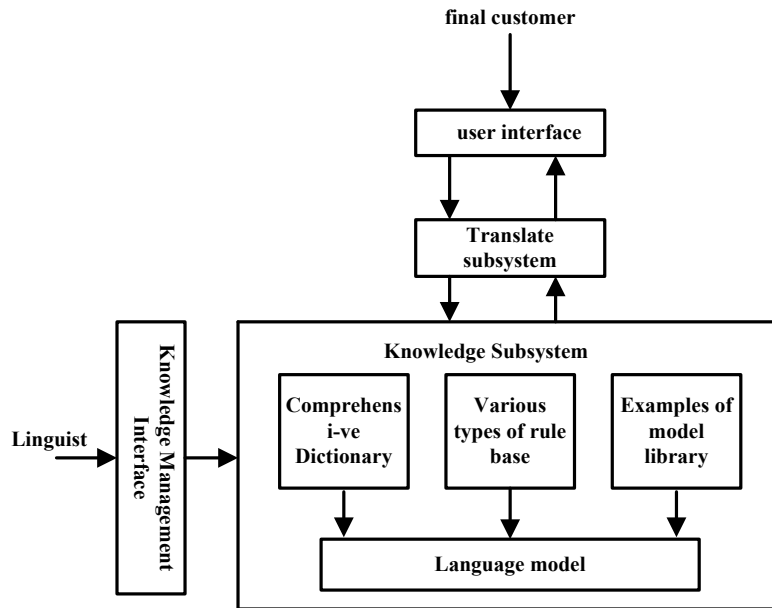 final customer
user interface
Translate
subsystem
Knowledge Subsystem
Comprehens
i-ve
Dictionary
Various
types of rule
base
Examples of
model
library
Linguist
Knowledge Management
Interface
Language model